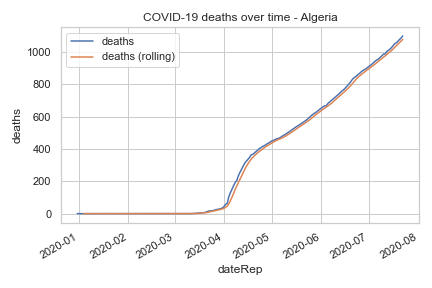 COVID-19 deaths over time - Algeria
deaths
deaths (rolling)
1000
800
600
400
200
0
deaths
2020-01
2020-02
2020-03
2020-04
2020-05
2020-06
2020-07
2020-08
dateRep